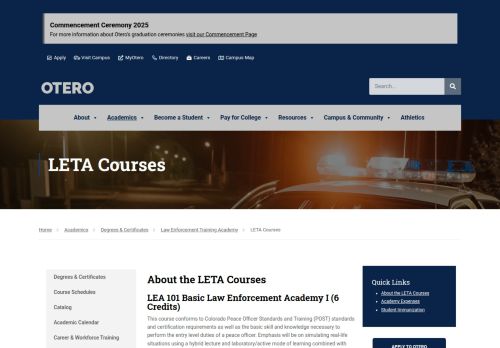 Commencement Ceremony 2025
For more information about Otero's graduation ceremonies visit our Commencement Page
Apply
Visit Campus
MyOtero
Directory
Careers
Campus Map
OTERO
Search...
About
Academics
Become a Student
Pay for College
Resources
Campus & Community
Athletics
LETA Courses
Home
Academics
Degrees & Certificates
Law Enforcement Training Academy
LETA Courses
Degrees & Certificates
Course Schedules
Catalog
Academic Calendar
Career & Workforce Training
About the LETA Courses
LEA 101 Basic Law Enforcement Academy I (6
Credits)
This course conforms to Colorado Peace Officer Standards and Training (POST) standards
and certification requirements as well as the basic skill and knowledge necessary to
perform the entry level duties of a peace officer. Emphasis will be on simulating real-life
situations using a hybrid lecture and laboratory/active mode of learning combined with
Quick Links
About the LETA Courses
Academy Expenses
Student Immunization
APPLY TO OTERO